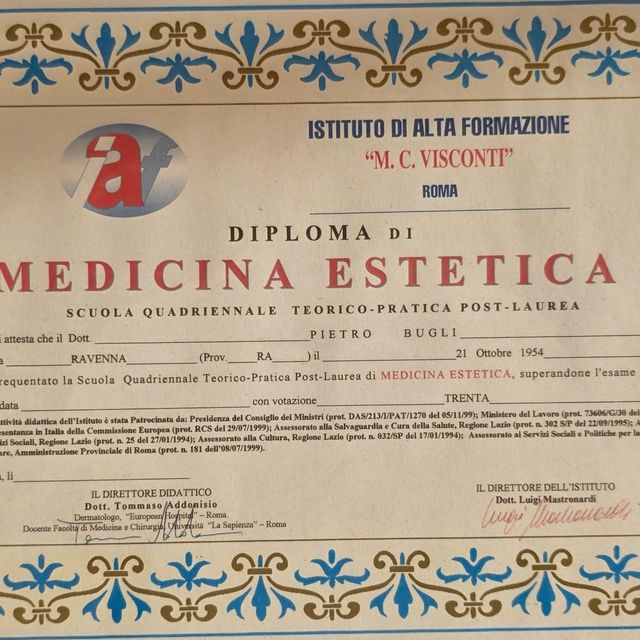 iaf
ISTITUTO DI ALTA FORMAZIONE
"M. C. VISCONTI"
ROMA
DIPLOMA DI
MEDICINA ESTETICA
SCUOLA QUADRIENNALE TEORICO-PRATICA POST-LAUREA
i attesta che il Dott. PIETRO BUGLI
a RAVENNA (Prov. RA ) il 21 Ottobre 1954
requentato la Scuola Quadriennale Teorico-Pratica Post-Laurea di MEDICINA ESTETICA, superandone l'esame
data con votazione TRENTA
attività didattica dell'Istituto è stata Patrocinata da: Presidenza del Consiglio dei Ministri (prot. DAS/213/I/PAT/1270 del 05/11/99); Ministero del Lavoro (prot. 73606/G/30 del
esentanza in Italia della Commissione Europea (prot. RCS del 29/07/1999); Assessorato alla Salvaguardia e Cura della Salute, Regione Lazio (prot. n. 302 S/P del 22/09/1995); A
izi Sociali, Regione Lazio (prot. n. 25 del 27/01/1994); Assessorato alla Cultura, Regione Lazio (prot. n. 032/SP del 17/01/1994); Assessorato ai Servizi Sociali e Politiche per la
are, Amministrazione Provinciale di Roma (prot. n. 181 dell'08/07/1999).
a, li
IL DIRETTORE DIDATTICO
Dott. Tommaso Addonisio
Dermatologo, "European Hospital" – Roma.
Docente Facoltà di Medicina e Chirurgia, Università "La Sapienza" – Roma
IL DIRETTORE DELL'ISTITUTO
Dott. Luigi Mastronardi
Luigi Mastronardi